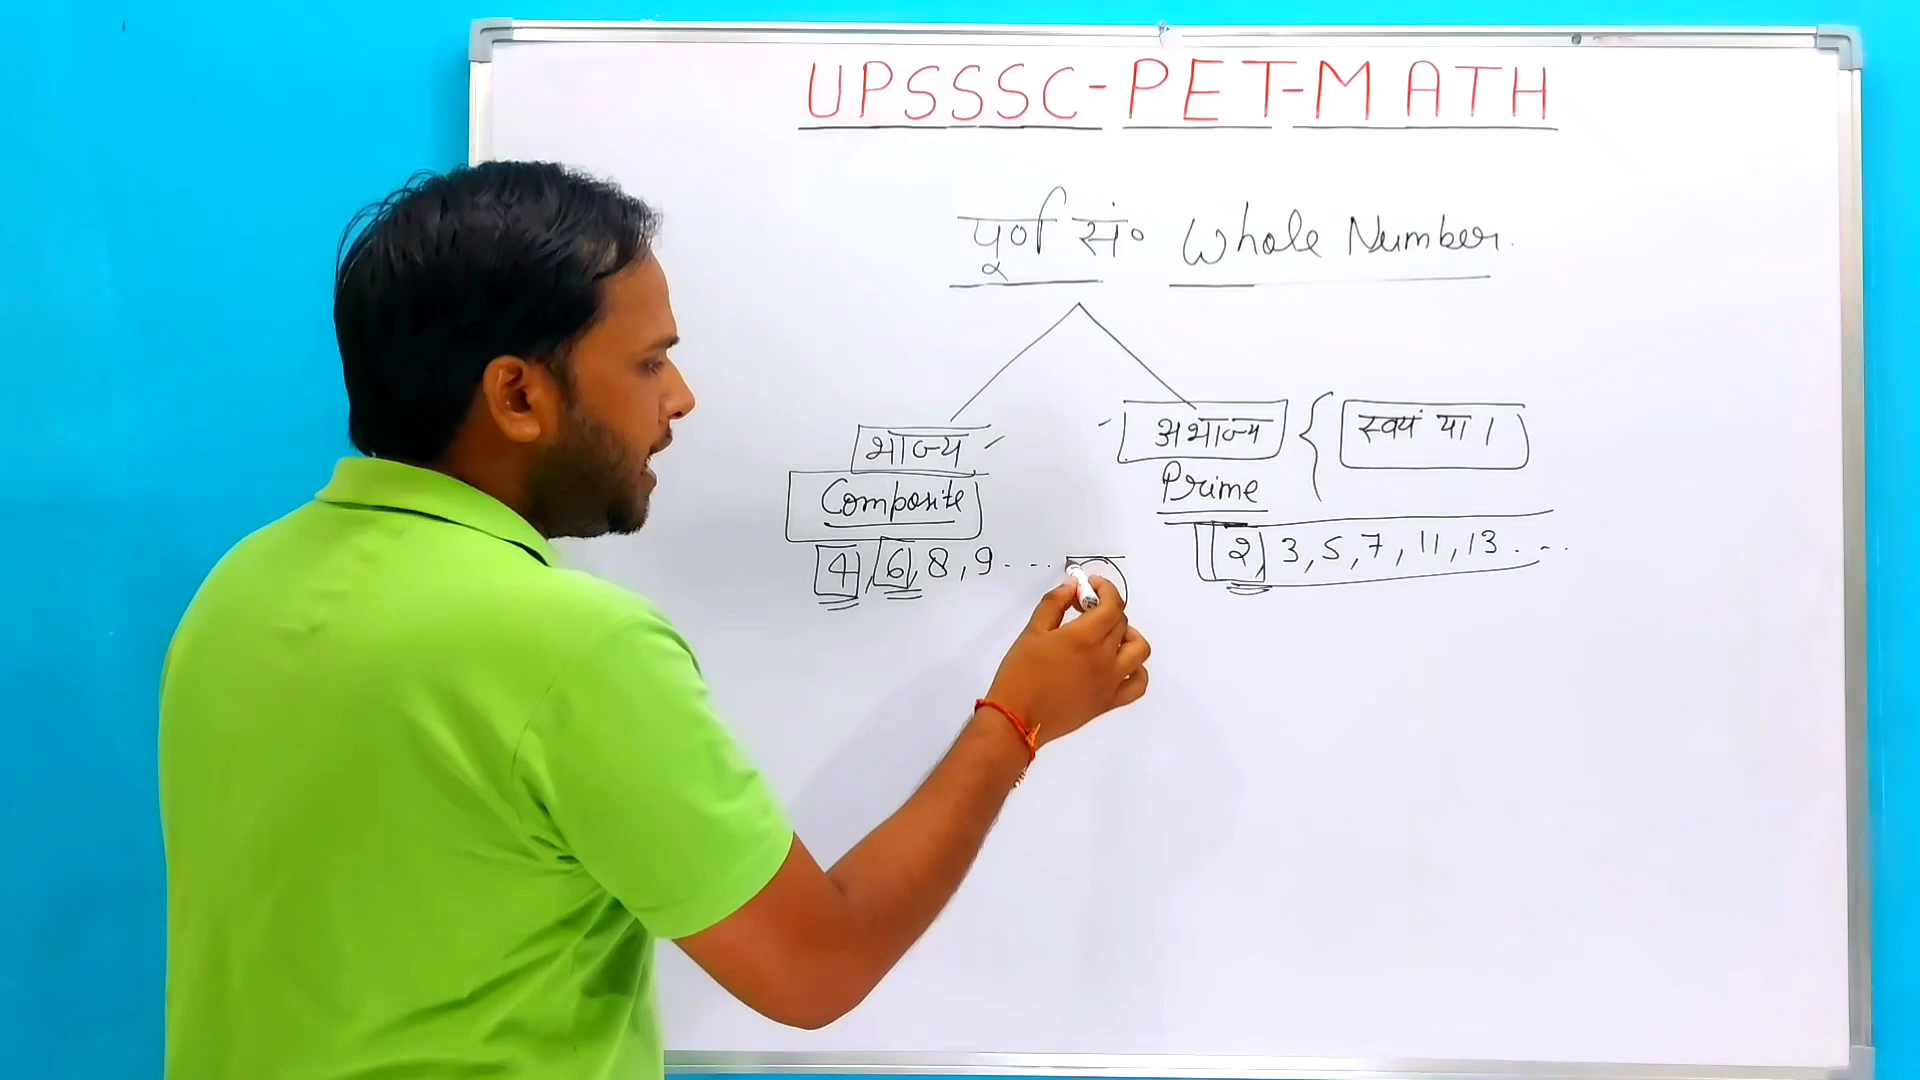 UPSSSC-PET-MATH
पूर्ण सं० Whole Number.
भाज्य
अभाज्य { स्वयं या 1
Composite
Prime
4, 6, 8, 9 ...
2, 3, 5, 7, 11, 13 ...